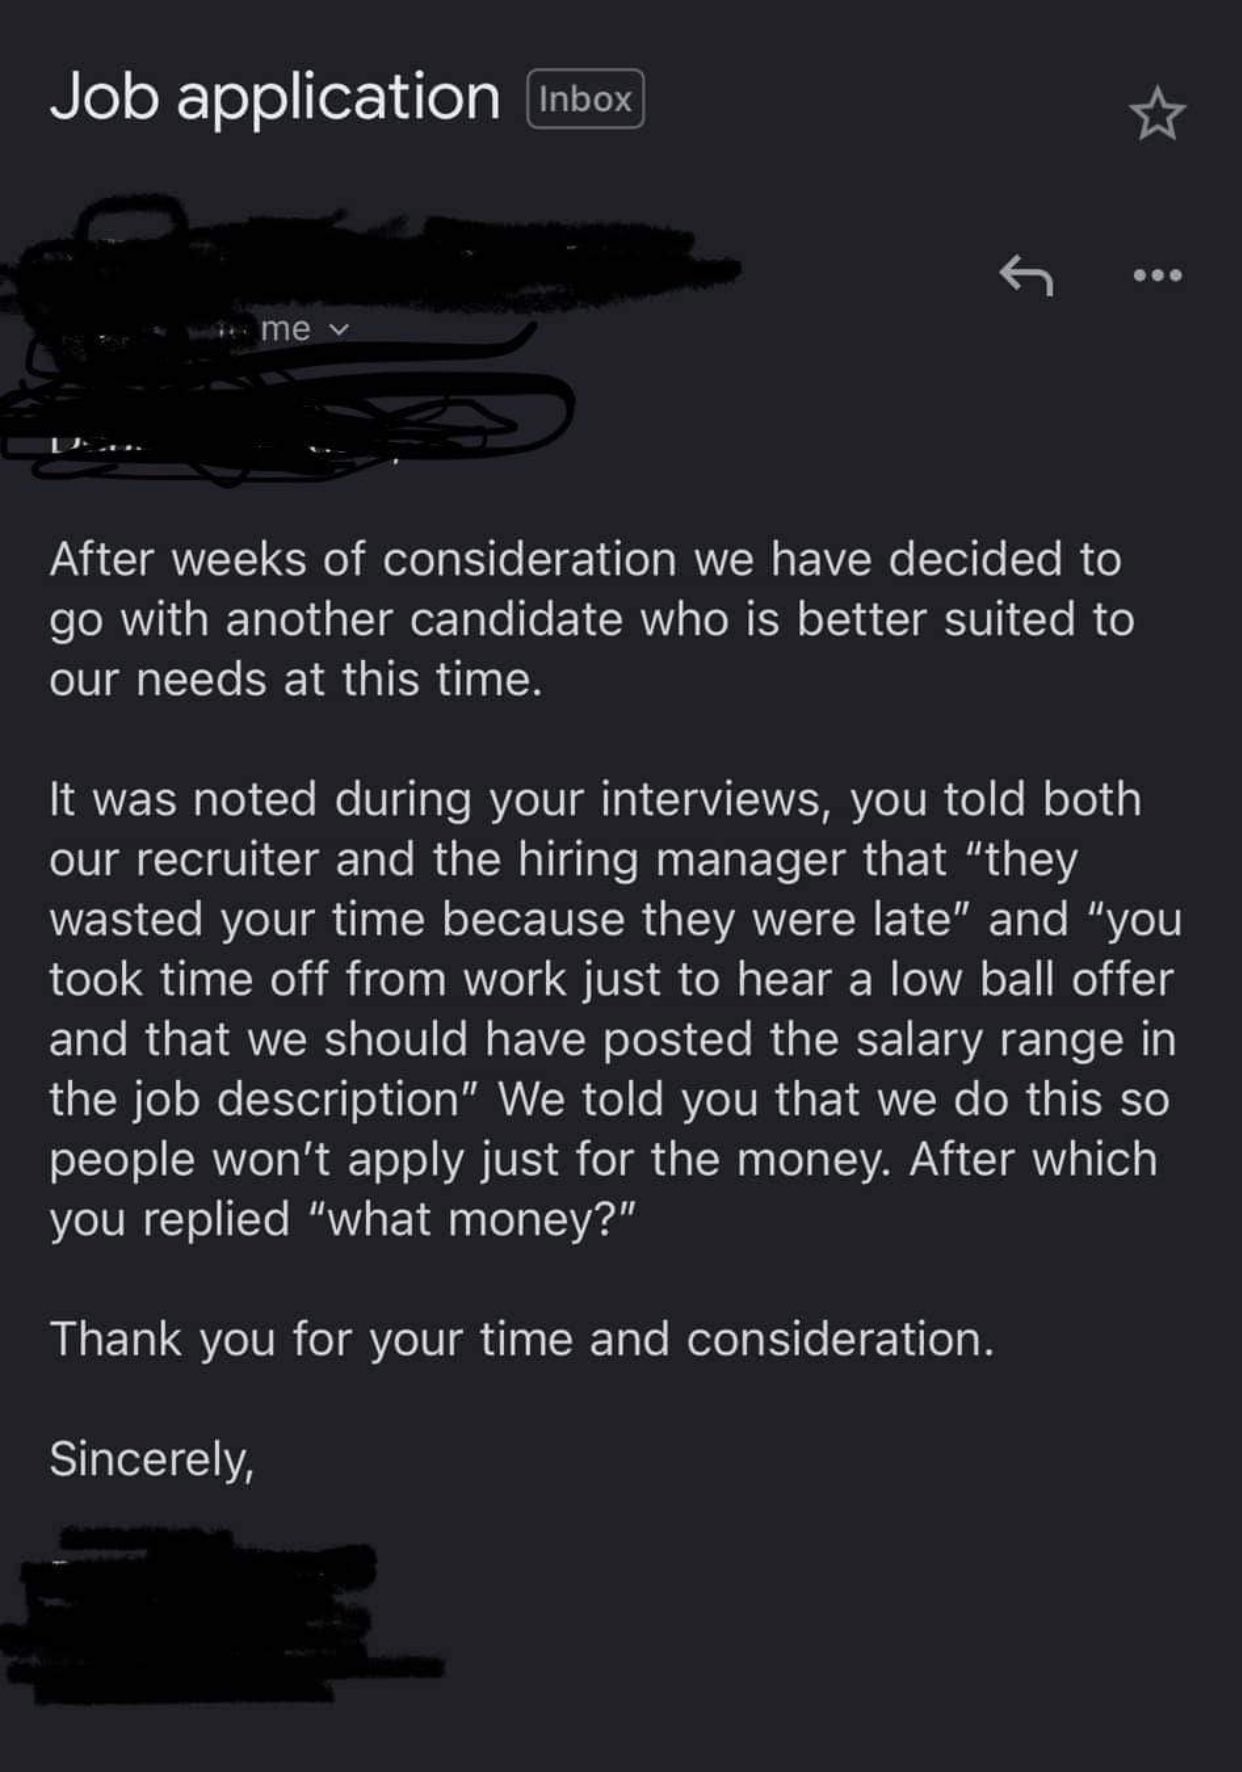 Job application Inbox
me
After weeks of consideration we have decided to
go with another candidate who is better suited to
our needs at this time.
It was noted during your interviews, you told both
our recruiter and the hiring manager that “they
wasted your time because they were late” and “you
took time off from work just to hear a low ball offer
and that we should have posted the salary range in
the job description” We told you that we do this so
people won’t apply just for the money. After which
you replied “what money?”
Thank you for your time and consideration.
Sincerely,